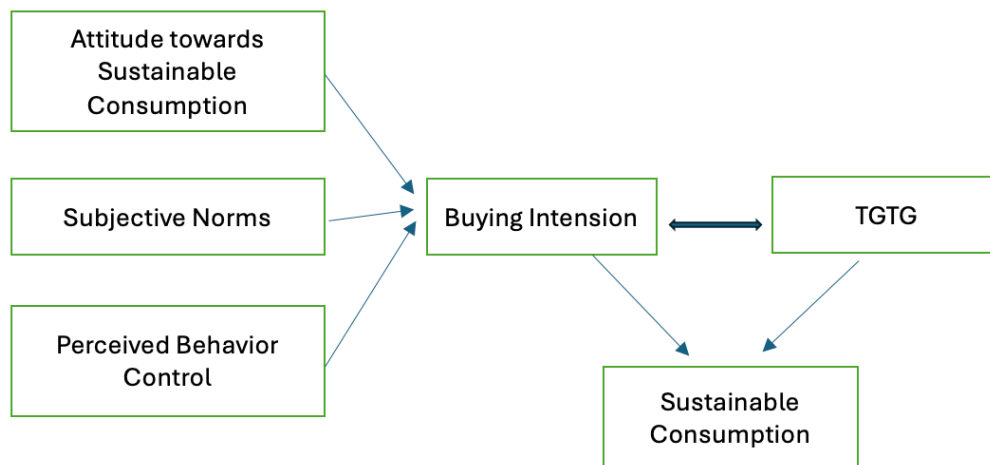 Attitude towards
Sustainable
Consumption
Subjective Norms
Buying Intension
TGTG
Perceived Behavior
Control
Sustainable
Consumption